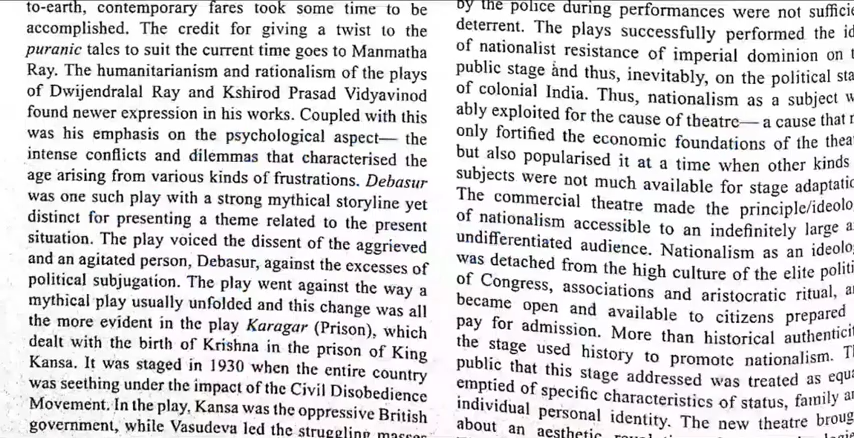 to-earth, contemporary fares took some time to be
accomplished. The credit for giving a twist to the
puranic tales to suit the current time goes to Manmatha
Ray. The humanitarianism and rationalism of the plays
of Dwijendralal Ray and Kshirod Prasad Vidyavinod
found newer expression in his works. Coupled with this
was his emphasis on the psychological aspect— the
intense conflicts and dilemmas that characterised the
age arising from various kinds of frustrations. Debasur
was one such play with a strong mythical storyline yet
distinct for presenting a theme related to the present
situation. The play voiced the dissent of the aggrieved
and an agitated person, Debasur, against the excesses of
political subjugation. The play went against the way a
mythical play usually unfolded and this change was all
the more evident in the play Karagar (Prison), which
dealt with the birth of Krishna in the prison of King
Kansa. It was staged in 1930 when the entire country
was seething under the impact of the Civil Disobedience
Movement. In the play, Kansa was the oppressive British
government, while Vasudeva led the struggling masses
by the police during performances were not
deterrent. The plays successfully performed the
of nationalist resistance of imperial dominion on
public stage and thus, inevitably, on the political
of colonial India. Thus, nationalism as a subject
ably exploited for the cause of theatre— a cause that
only fortified the economic foundations of the
but also popularised it at a time when other kinds
subjects were not much available for stage
The commercial theatre made the
of nationalism accessible to an indefinitely large
undifferentiated audience. Nationalism as an
was detached from the high culture of the elite
of Congress, associations and aristocratic ritual,
became open and available to citizens prepared
pay for admission. More than historical
the stage used history to promote nationalism.
public that this stage addressed was treated as
emptied of specific characteristics of status, family
individual personal identity. The new theatre
about an aesthetic